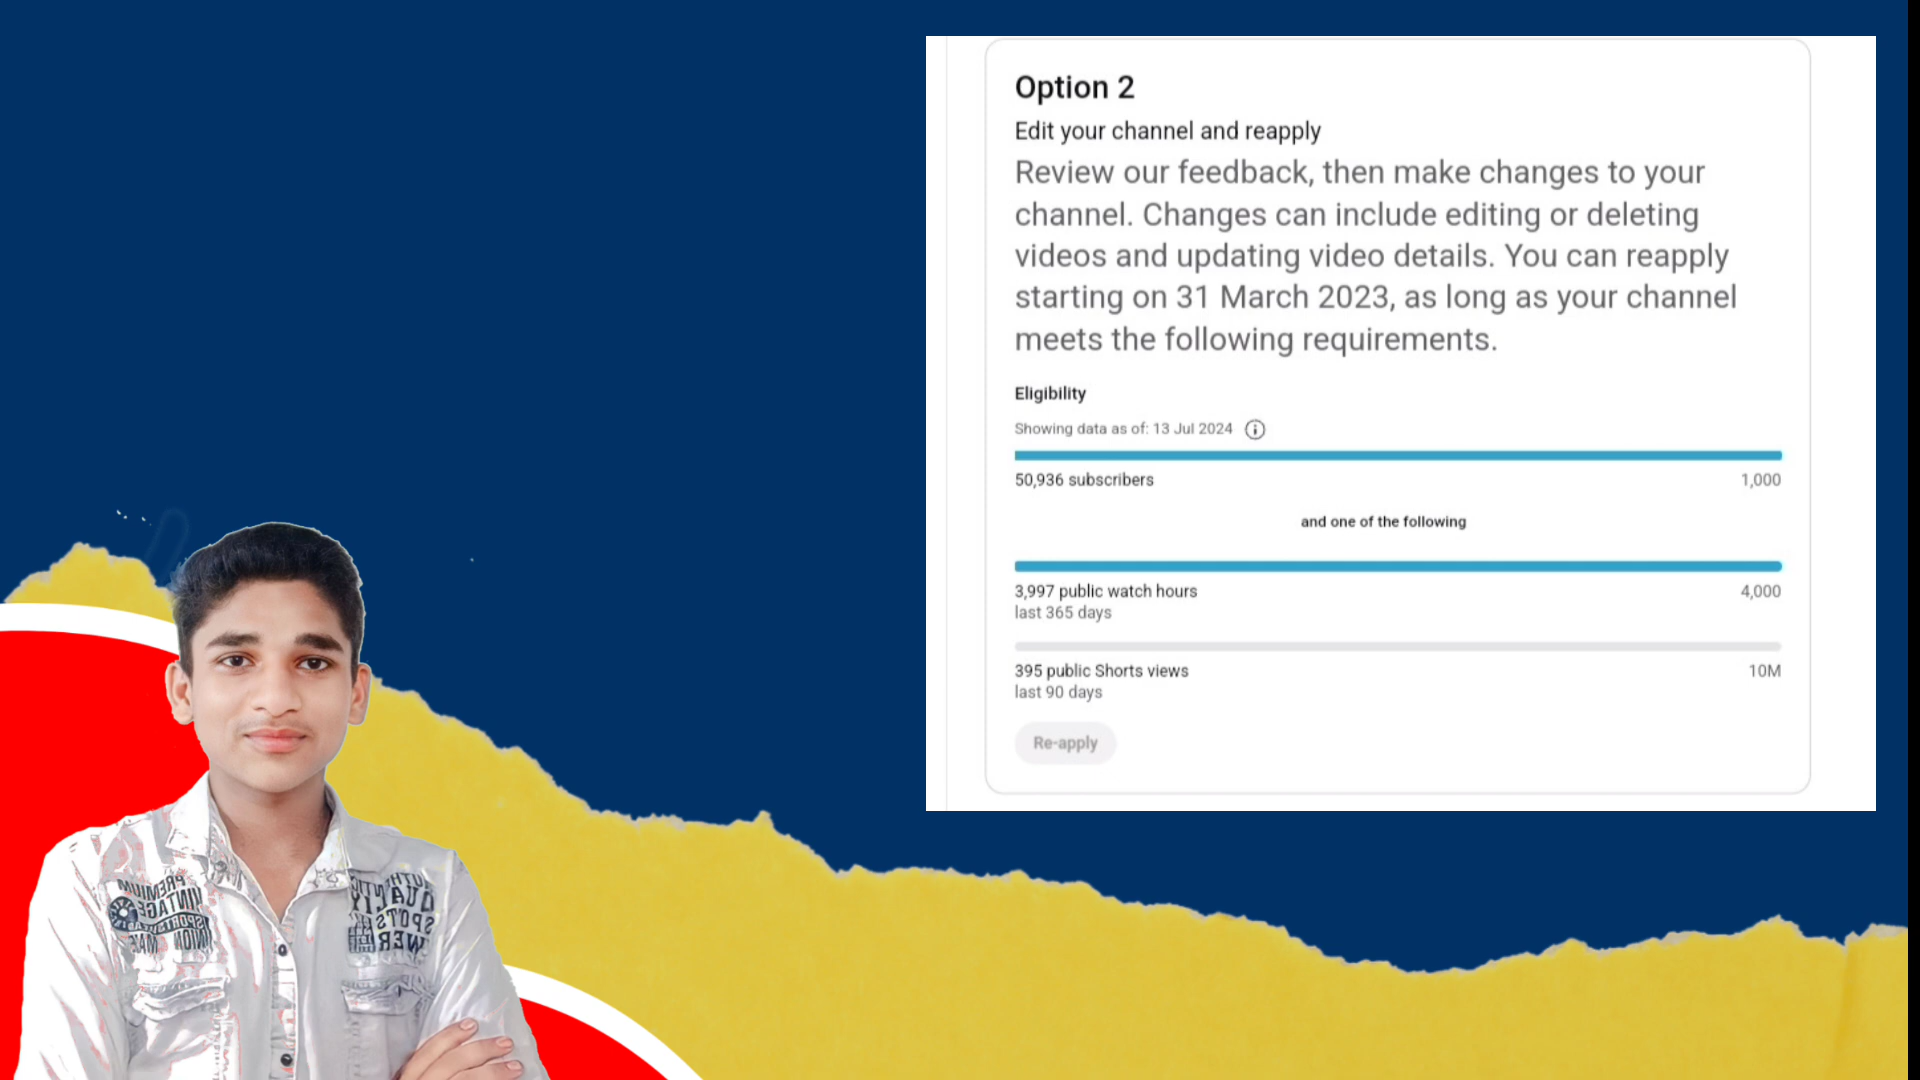 Option 2
Edit your channel and reapply
Review our feedback, then make changes to your
channel. Changes can include editing or deleting
videos and updating video details. You can reapply
starting on 31 March 2023, as long as your channel
meets the following requirements.
Eligibility
Showing data as of: 13 Jul 2024
50,936 subscribers 1,000
and one of the following
3,997 public watch hours 4,000
last 365 days
395 public Shorts views 10M
last 90 days
Re-apply
PREMIUM
VINTAGE